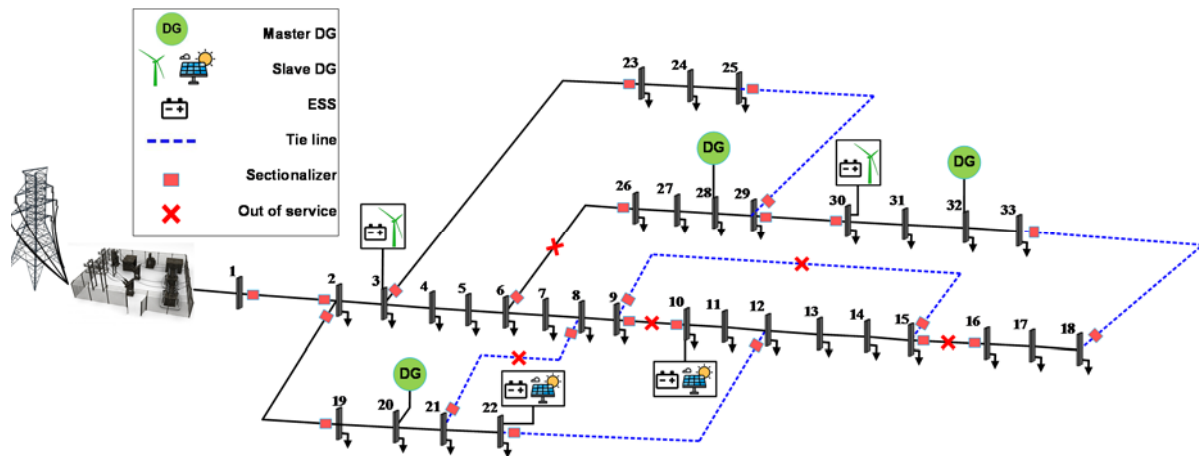 DG
Master DG
Slave DG
ESS
Tie line
Sectionalizer
Out of service
23 24 25
DG
DG
26 27 28 29 30 31 32 33
1 2 3 4 5 6 7 8 9 10 11 12 13 14 15 16 17 18
DG
19 20 21 22